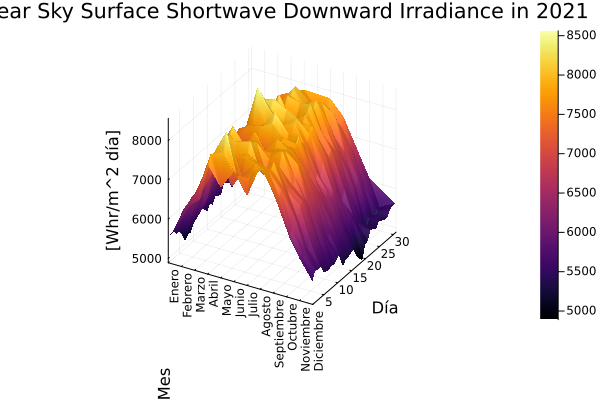 ear Sky Surface Shortwave Downward Irradiance in 2021
8500
8000
7500
7000
6500
6000
5500
5000
[Whr/m^2 día]
8000
7000
6000
5000
Enero
Febrero
Marzo
Abril
Mayo
Junio
Julio
Agosto
Septiembre
Octubre
Noviembre
Diciembre
Mes
5
10
15
20
25
30
Día